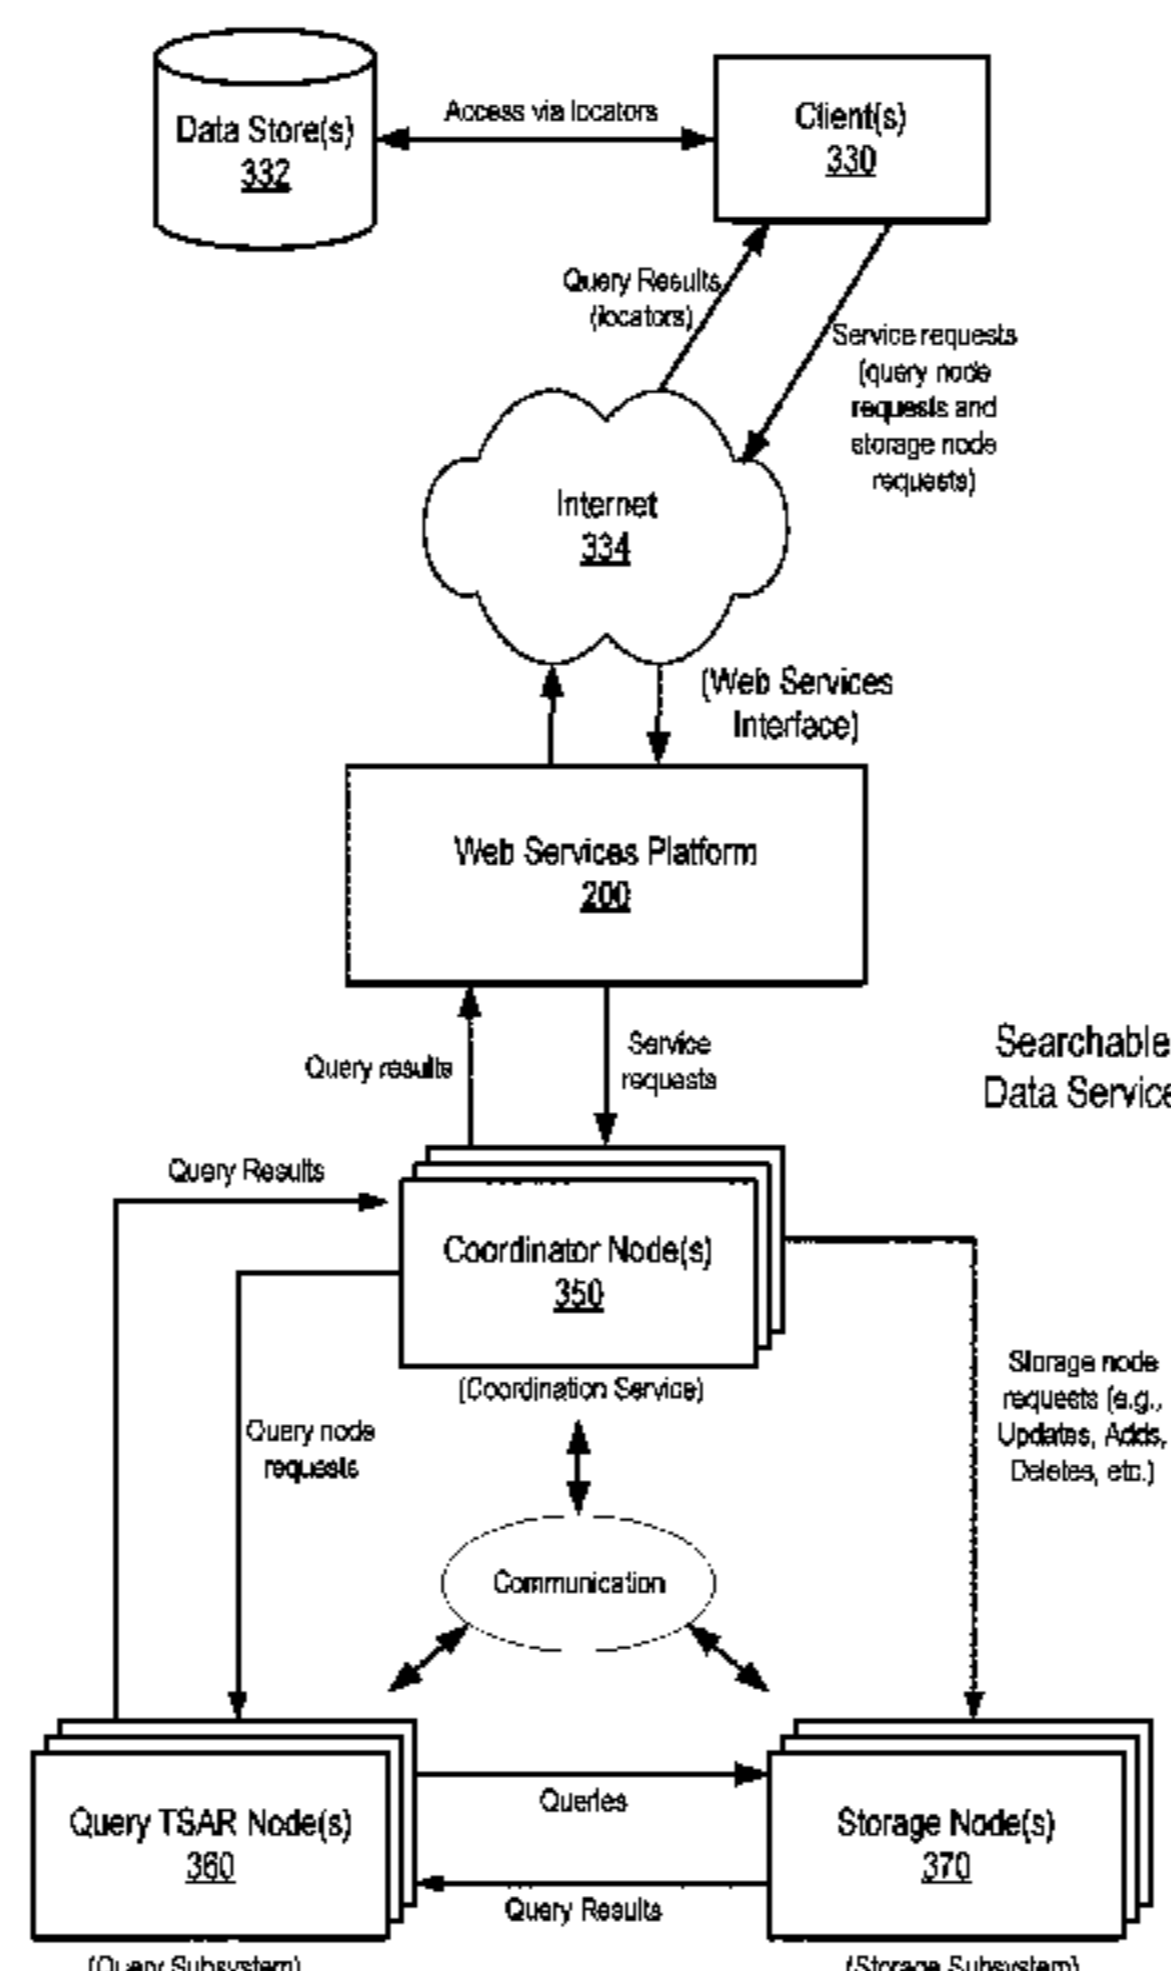 Data Store(s)
332
Access via locators
Client(s)
330
Query Results
(locators)
Service requests
(query node
requests and
storage node
requests)
Internet
334
(Web Services
Interface)
Web Services Platform
200
Query results
Service
requests
Searchable
Data Service
Query Results
Coordinator Node(s)
350
(Coordination Service)
Query node
requests
Storage node
requests (e.g.,
Updates, Adds,
Deletes, etc.)
Communication
Query TSAR Node(s)
360
Queries
Query Results
Storage Node(s)
370
(Query Subsystem)
(Storage Subsystem)